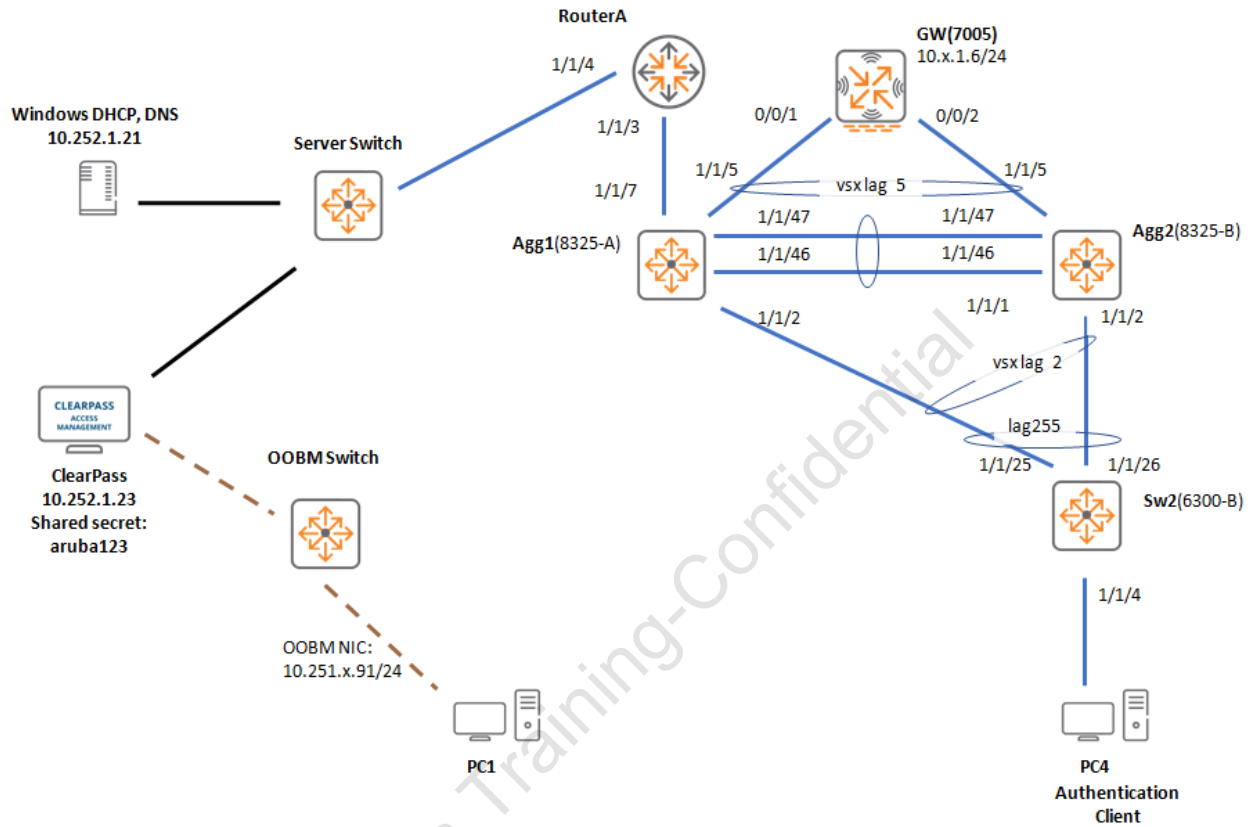 RouterA
GW(7005)
10.x.1.6/24
1/1/4
Windows DHCP, DNS
10.252.1.21
0/0/1
0/0/2
Server Switch
1/1/3
1/1/5
vsx lag 5
1/1/5
1/1/7
1/1/47
1/1/47
Agg1(8325-A)
Agg2(8325-B)
1/1/46
1/1/46
1/1/2
1/1/1
1/1/2
vsx lag 2
CLEARPASS
ACCESS
MANAGEMENT
lag255
ClearPass
10.252.1.23
Shared secret:
aruba123
OOBM Switch
1/1/25
1/1/26
Sw2(6300-B)
1/1/4
OOBM NIC:
10.251.x.91/24
PC1
PC4
Authentication
Client
Training-Confidential